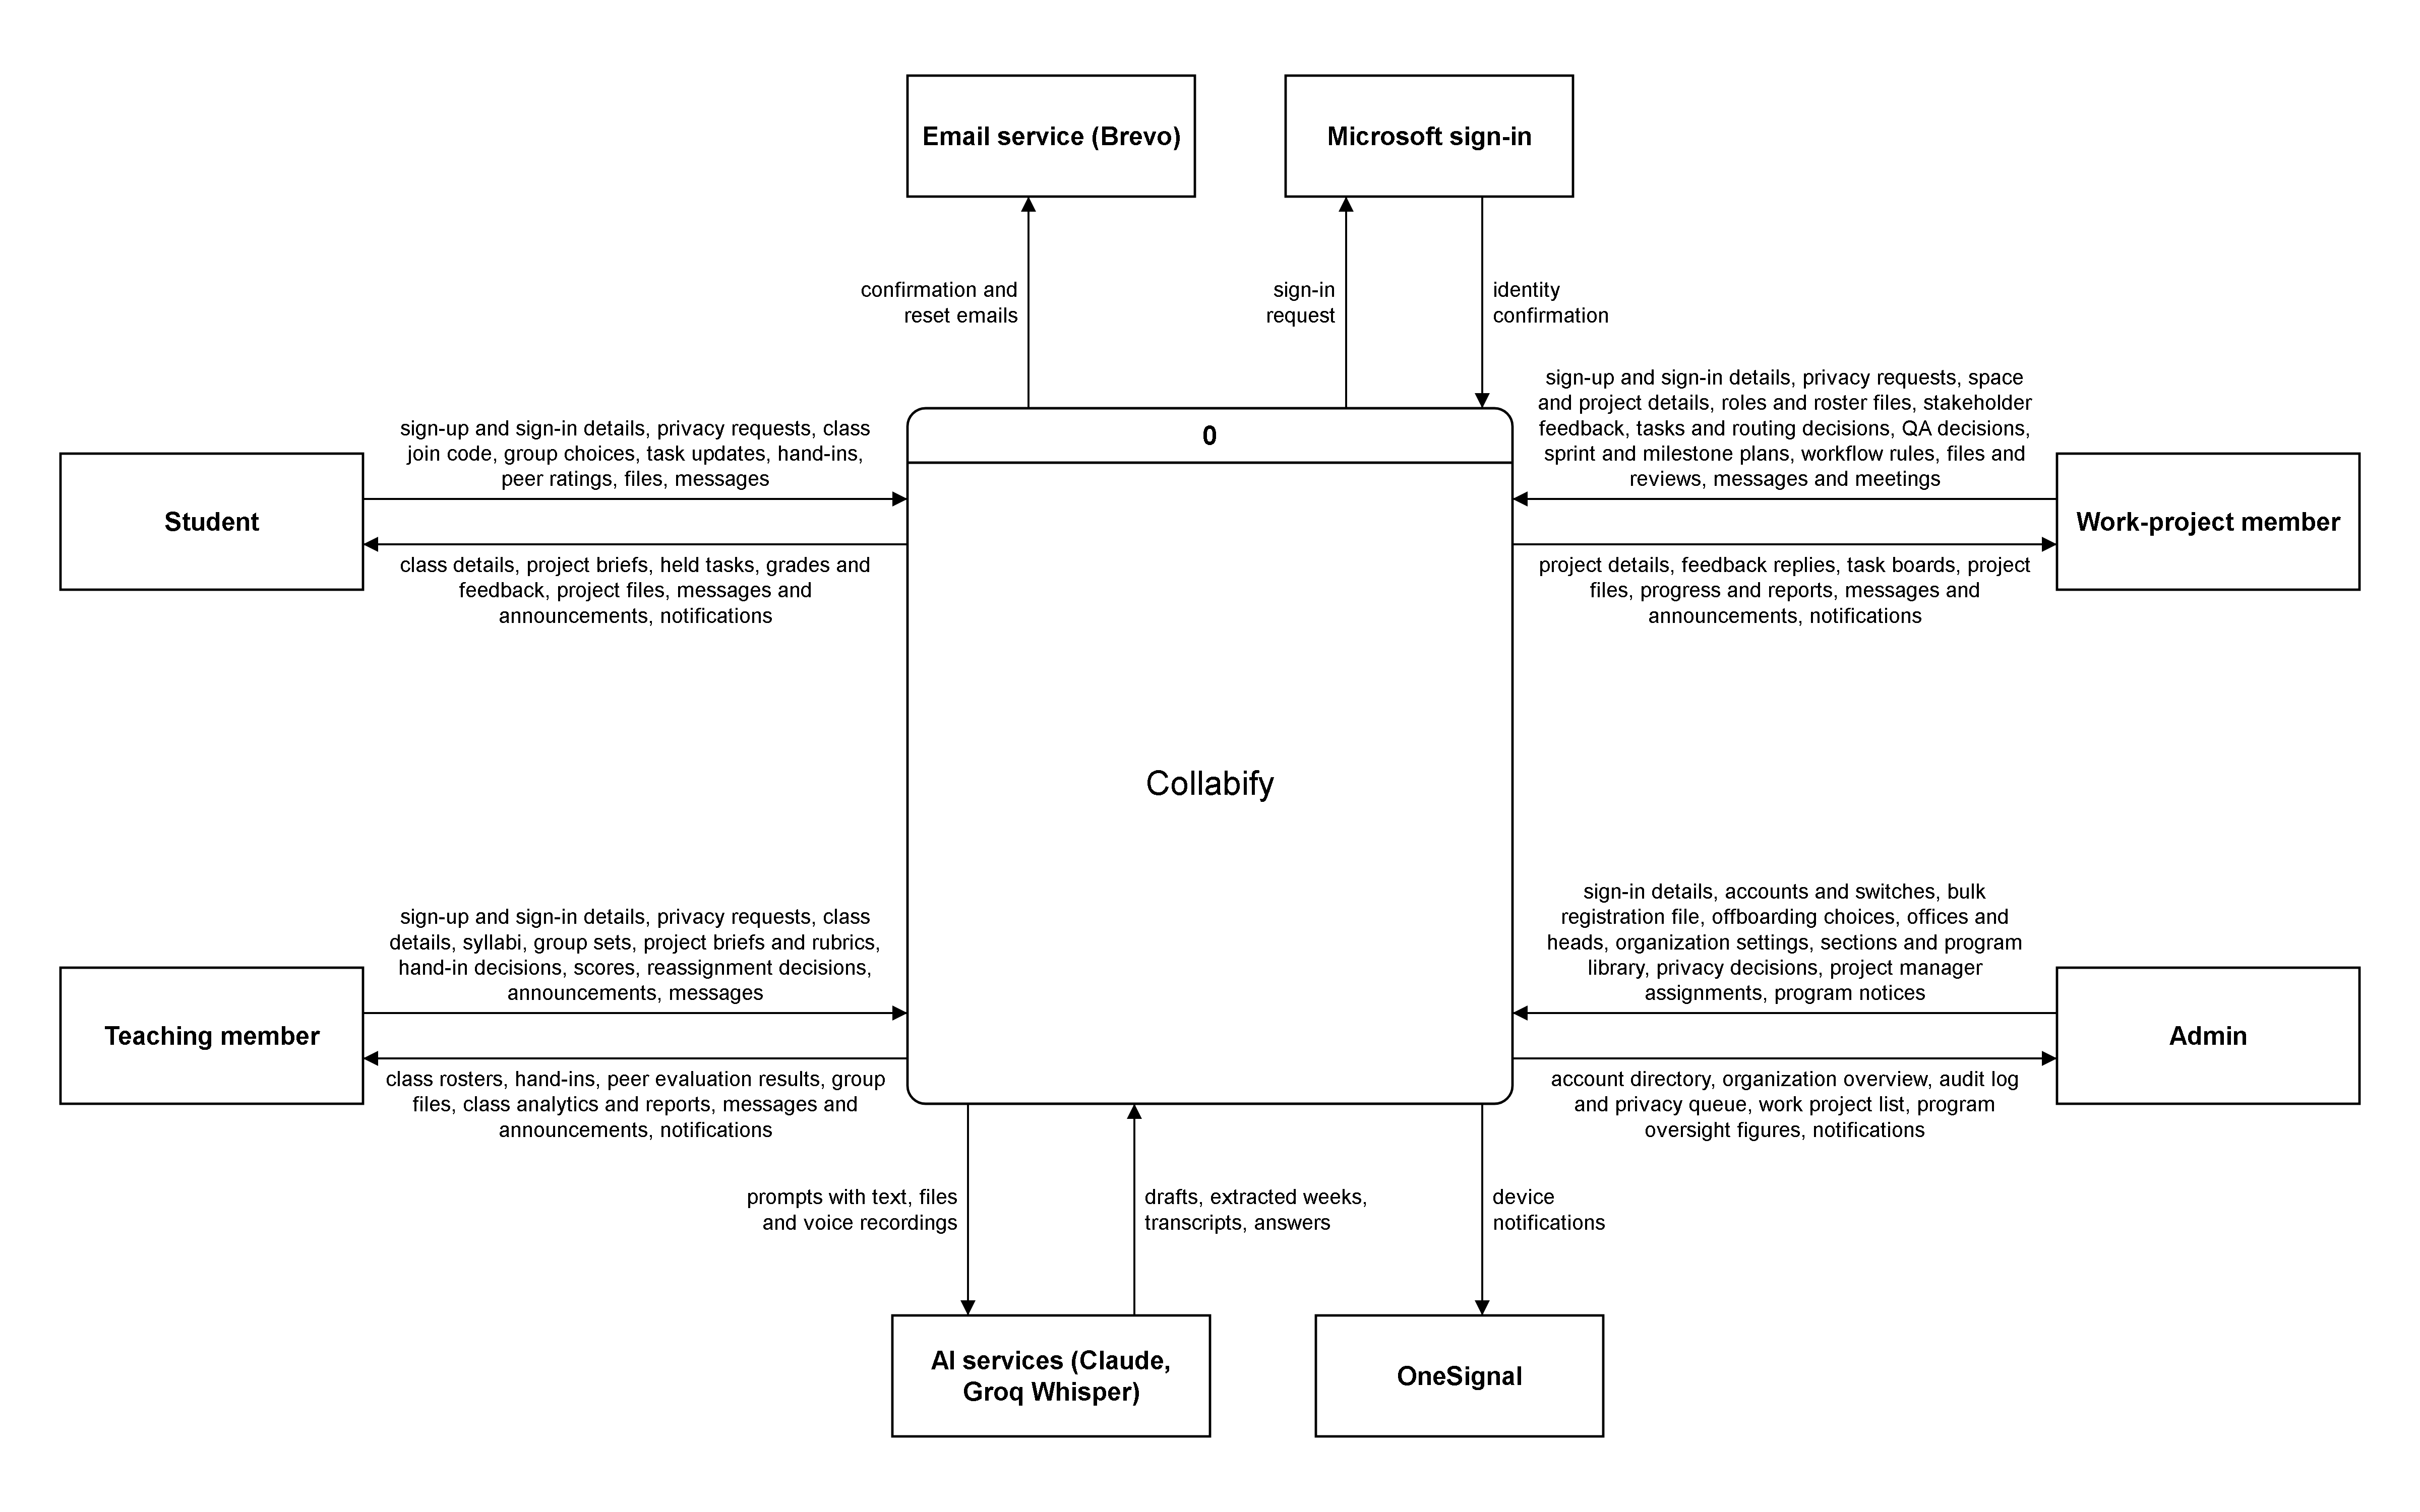 Email service (Brevo)
Microsoft sign-in
confirmation and
reset emails
sign-in
request
identity
confirmation
sign-up and sign-in details, privacy requests, class
join code, group choices, task updates, hand-ins,
peer ratings, files, messages
Student
class details, project briefs, held tasks, grades and
feedback, project files, messages and
announcements, notifications
0
Collabify
sign-up and sign-in details, privacy requests, space
and project details, roles and roster files, stakeholder
feedback, tasks and routing decisions, QA decisions,
sprint and milestone plans, workflow rules, files and
reviews, messages and meetings
Work-project member
project details, feedback replies, task boards, project
files, progress and reports, messages and
announcements, notifications
sign-up and sign-in details, privacy requests, class
details, syllabi, group sets, project briefs and rubrics,
hand-in decisions, scores, reassignment decisions,
announcements, messages
Teaching member
class rosters, hand-ins, peer evaluation results, group
files, class analytics and reports, messages and
announcements, notifications
sign-in details, accounts and switches, bulk
registration file, offboarding choices, offices and
heads, organization settings, sections and program
library, privacy decisions, project manager
assignments, program notices
Admin
account directory, organization overview, audit log
and privacy queue, work project list, program
oversight figures, notifications
prompts with text, files
and voice recordings
drafts, extracted weeks,
transcripts, answers
device
notifications
AI services (Claude,
Groq Whisper)
OneSignal